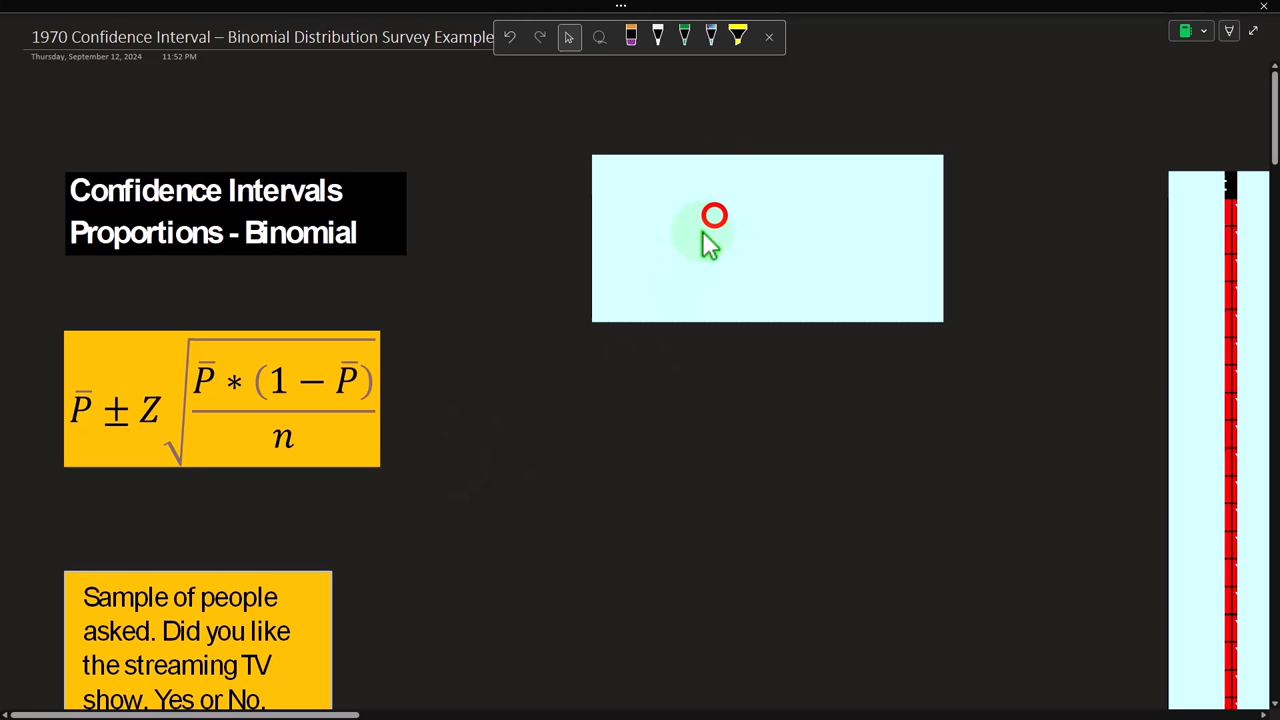 1970 Confidence Interval – Binomial Distribution Survey Examp
Thursday, September 12, 2024 11:52 PM
Confidence Intervals
Proportions - Binomial
P̅ ± Z √(P̅ * (1 − P̅) / n)
Sample of people
asked. Did you like
the streaming TV
show. Yes or No.